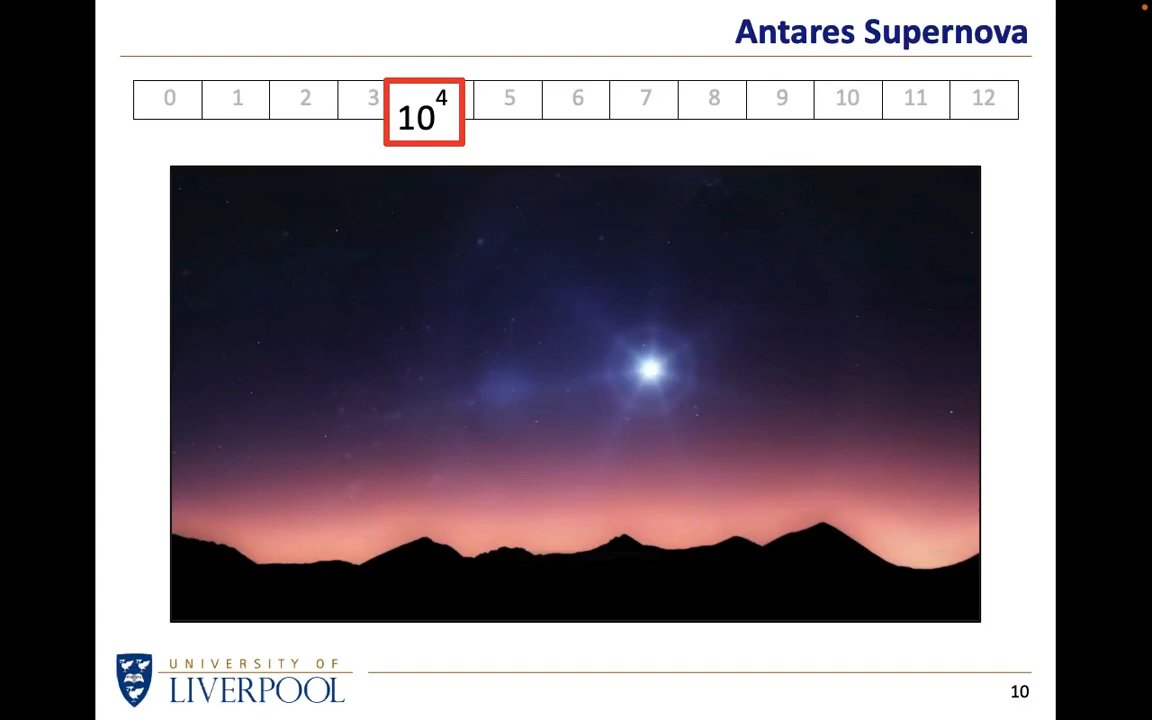 Antares Supernova
0 1 2 3 10⁴ 5 6 7 8 9 10 11 12
UNIVERSITY OF
LIVERPOOL
10